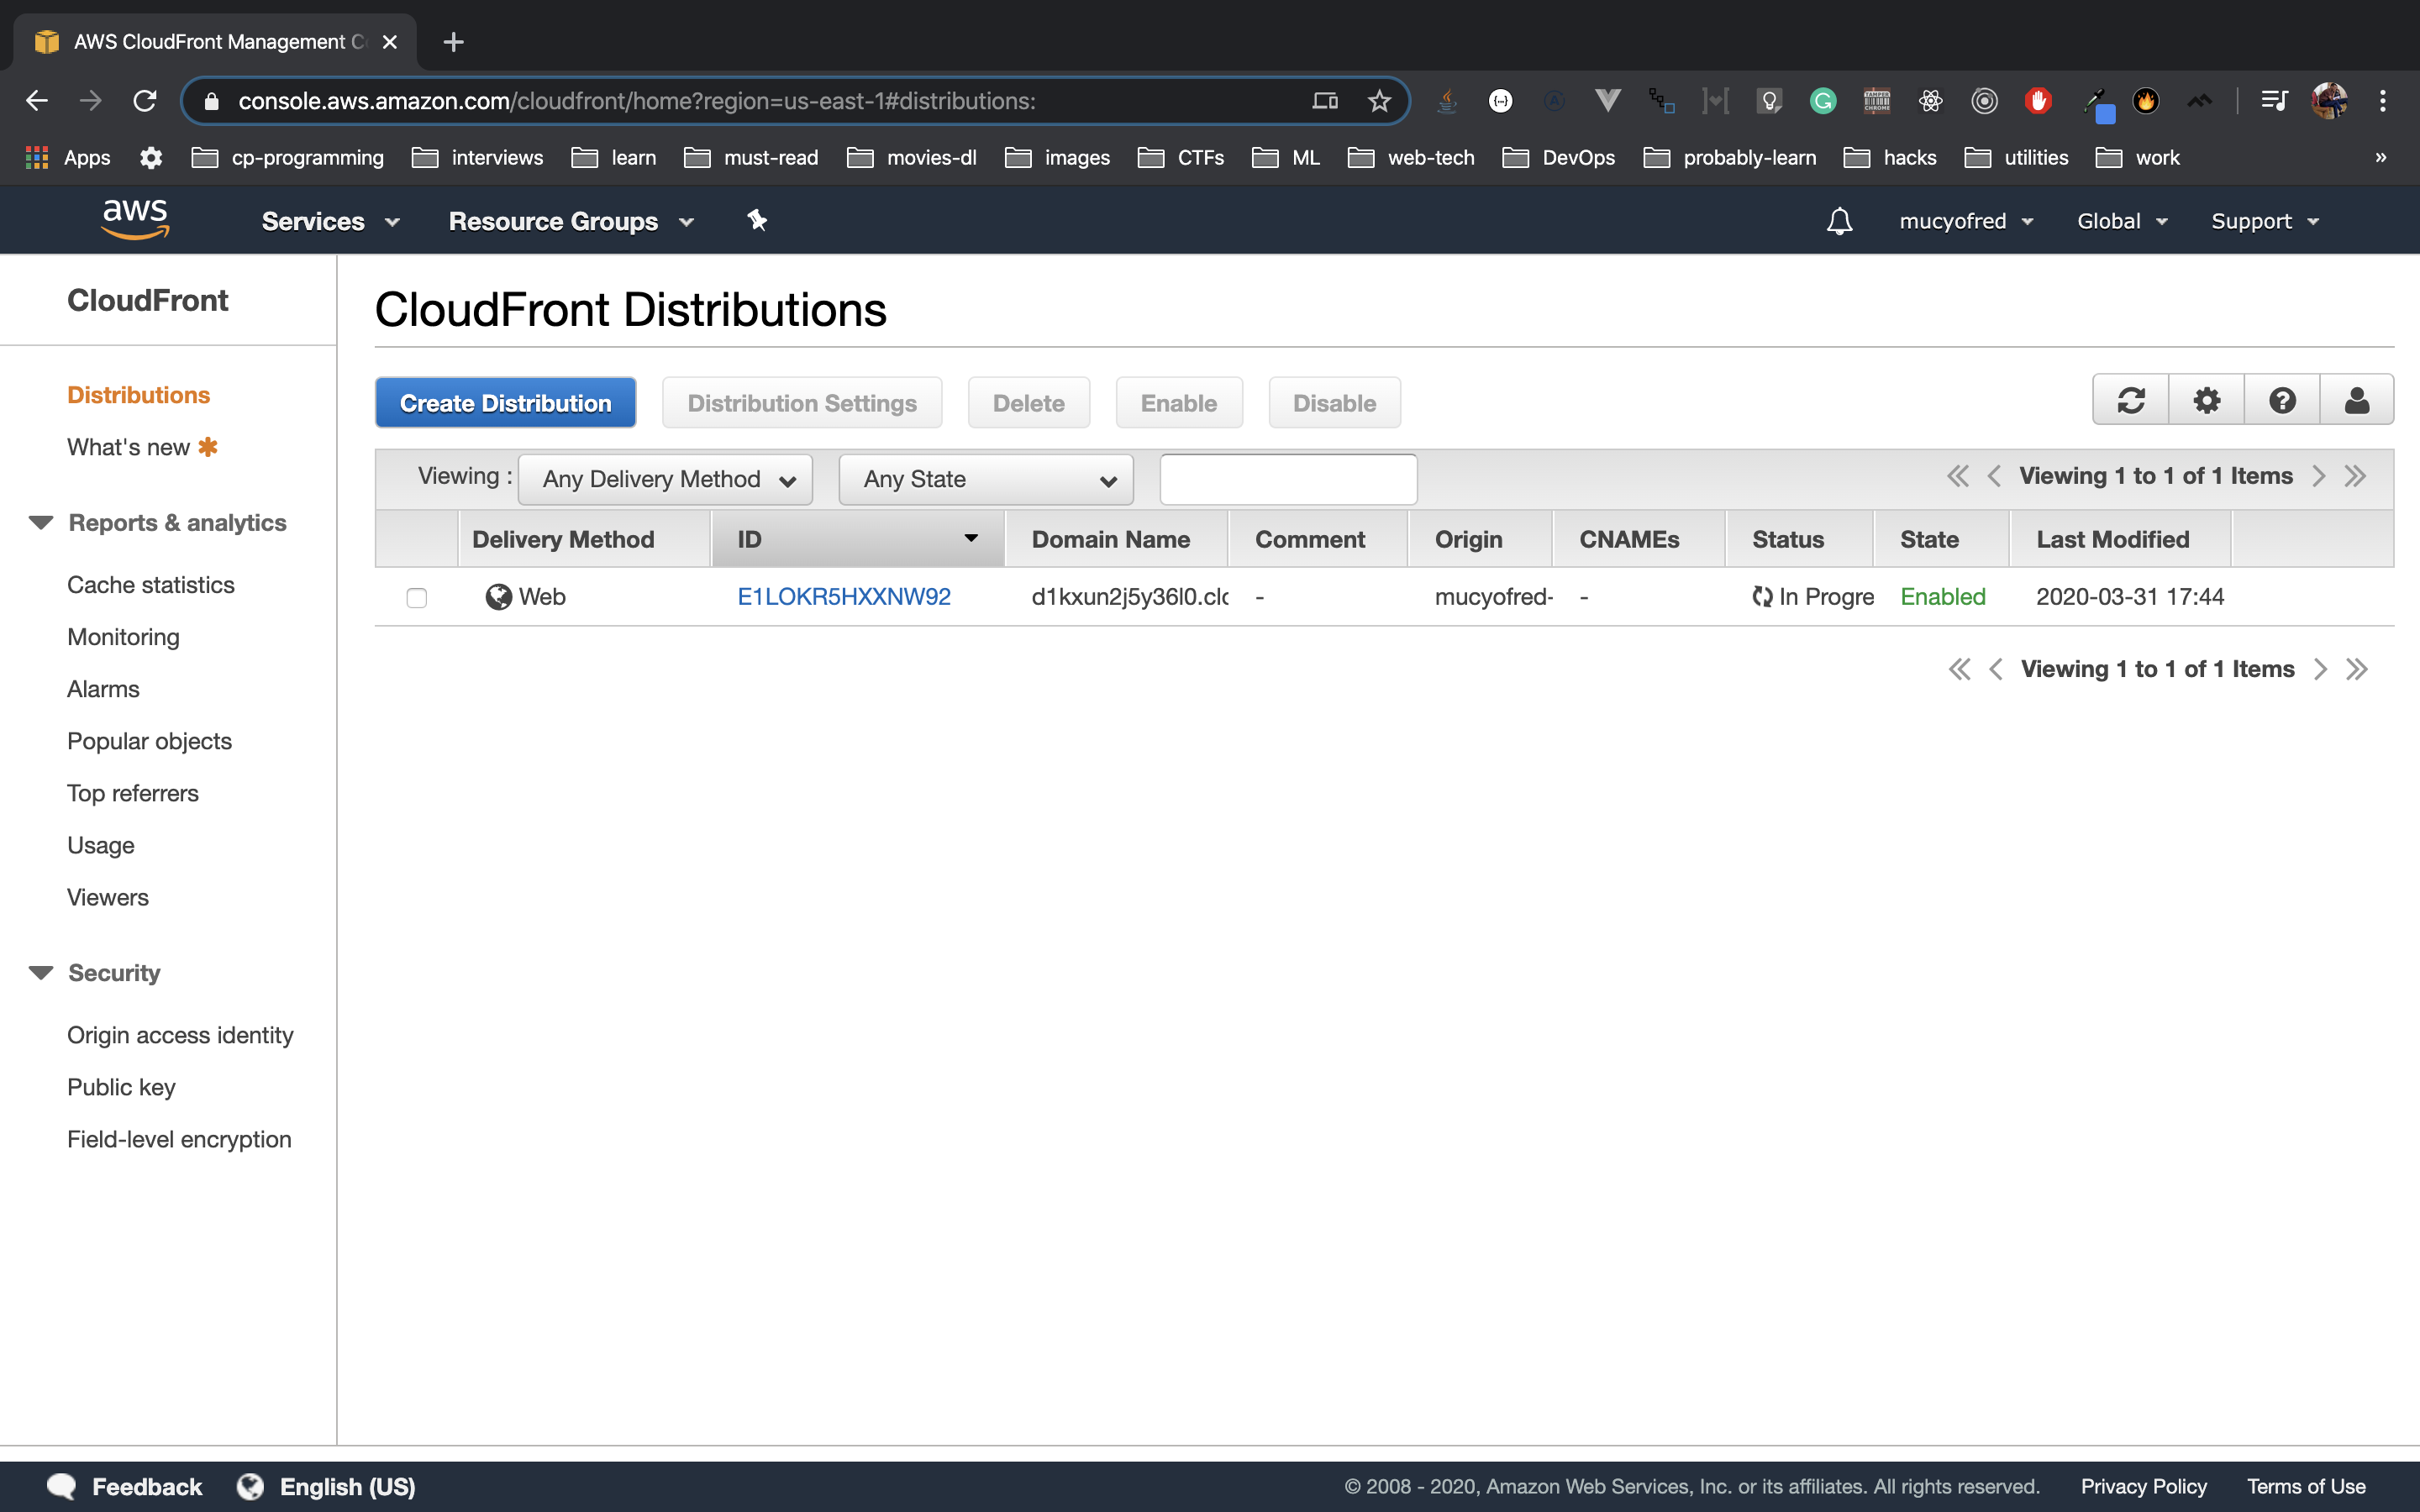 AWS CloudFront Management C
console.aws.amazon.com/cloudfront/home?region=us-east-1#distributions:
Apps cp-programming interviews learn must-read movies-dl images CTFs ML web-tech DevOps probably-learn hacks utilities work »
aws Services Resource Groups mucyofred Global Support
CloudFront
Distributions
What's new
Reports & analytics
Cache statistics
Monitoring
Alarms
Popular objects
Top referrers
Usage
Viewers
Security
Origin access identity
Public key
Field-level encryption
CloudFront Distributions
Create Distribution Distribution Settings Delete Enable Disable
Viewing : Any Delivery Method Any State Viewing 1 to 1 of 1 Items
Delivery Method ID Domain Name Comment Origin CNAMEs Status State Last Modified
Web E1LOKR5HXXNW92 d1kxun2j5y36l0.clo - mucyofred- - In Progre Enabled 2020-03-31 17:44
Viewing 1 to 1 of 1 Items
Feedback English (US) © 2008 - 2020, Amazon Web Services, Inc. or its affiliates. All rights reserved. Privacy Policy Terms of Use